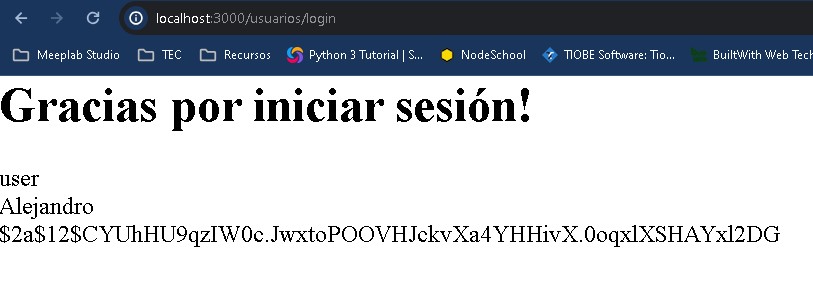 localhost:3000/usuarios/login
Meeplab Studio TEC Recursos Python 3 Tutorial | S... NodeSchool TIOBE Software: Tio... BuiltWith Web Tech
Gracias por iniciar sesión!
user
Alejandro
$2a$12$CYUhHU9qzIW0c.JwxtoPOOVHJckvXa4YHHivX.0oqxlXSHAYxl2DG